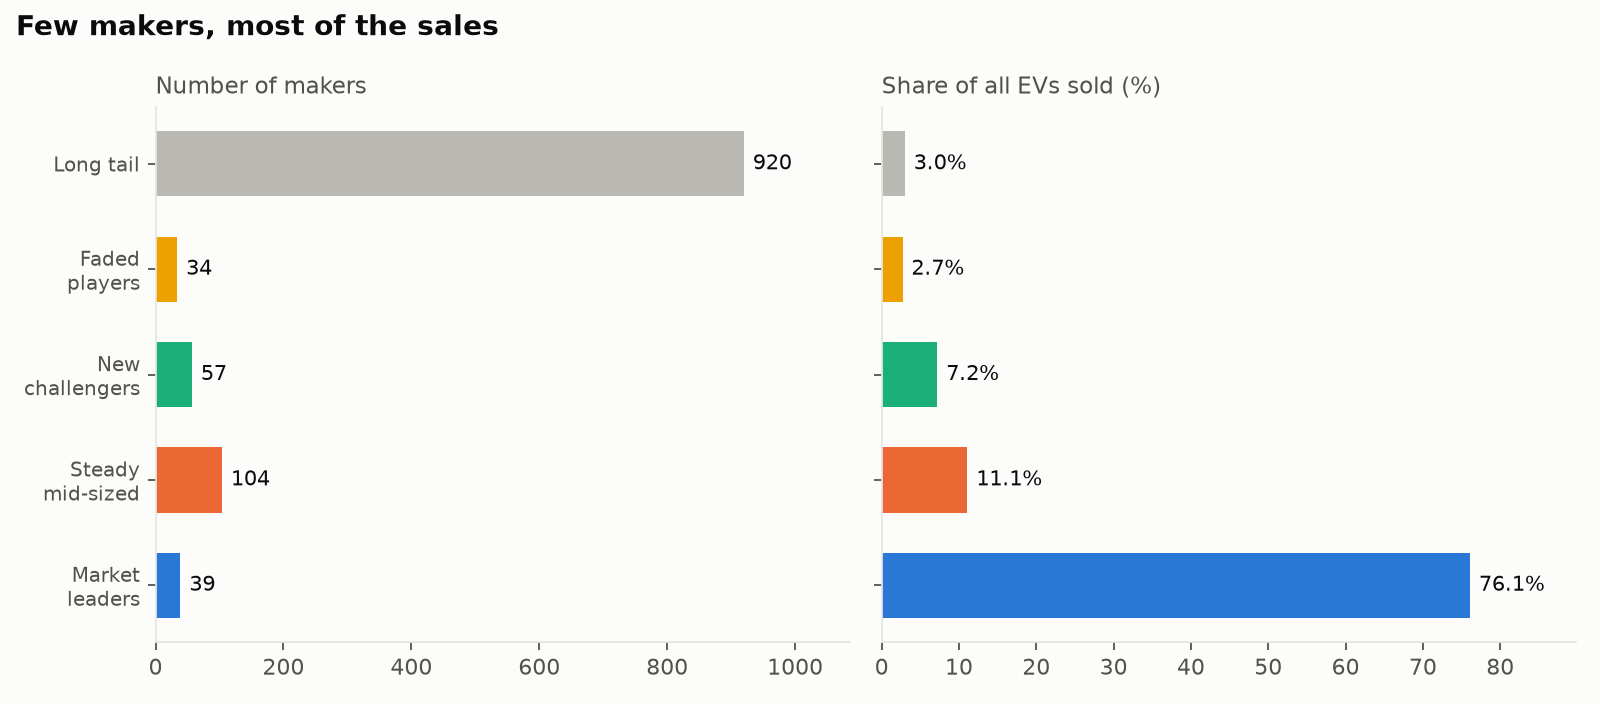 Few makers, most of the sales
Number of makers
Long tail
920
Faded
players
34
New
challengers
57
Steady
mid-sized
104
Market
leaders
39
0 200 400 600 800 1000
Share of all EVs sold (%)
3.0%
2.7%
7.2%
11.1%
76.1%
0 10 20 30 40 50 60 70 80